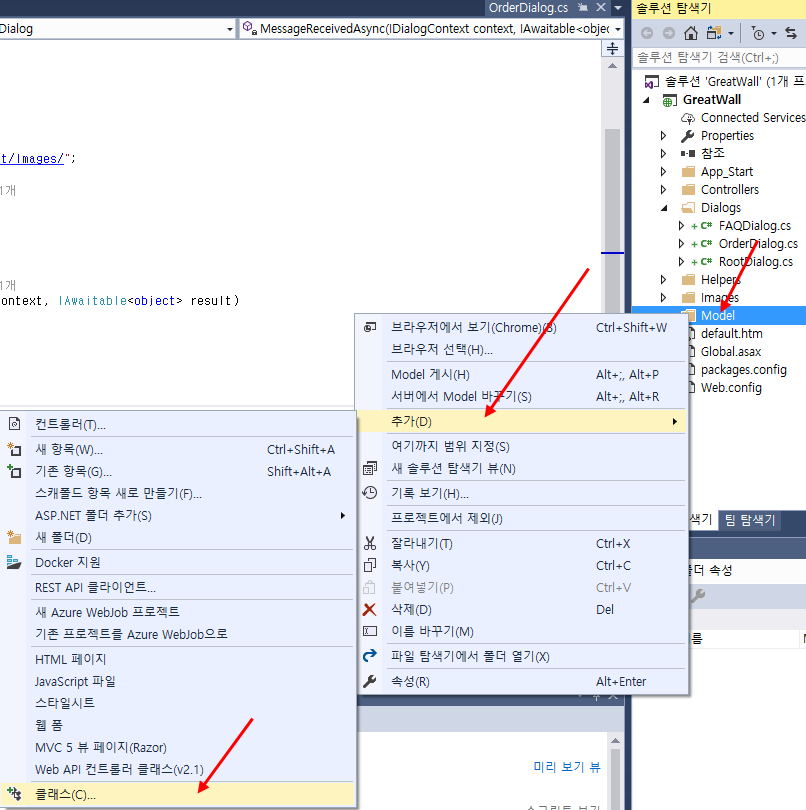 OrderDialog.cs
Dialog
MessageReceivedAsync(IDialogContext context, IAwaitable<objec
t/Images/";
1개
1개
ontext, IAwaitable<object> result)
솔루션 탐색기
솔루션 탐색기 검색(Ctrl+;)
솔루션 'GreatWall' (1개 프
GreatWall
Connected Services
Properties
참조
App_Start
Controllers
Dialogs
FAQDialog.cs
OrderDialog.cs
RootDialog.cs
Helpers
Images
Model
default.htm
Global.asax
packages.config
Web.config
브라우저에서 보기(Chrome)(B) Ctrl+Shift+W
브라우저 선택(H)...
Model 게시(H) Alt+;, Alt+P
서버에서 Model 바꾸기(S) Alt+;, Alt+R
추가(D)
여기까지 범위 지정(S)
새 솔루션 탐색기 뷰(N)
기록 보기(H)...
프로젝트에서 제외(J)
잘라내기(T) Ctrl+X
복사(Y) Ctrl+C
붙여넣기(P) Ctrl+V
삭제(D) Del
이름 바꾸기(M)
파일 탐색기에서 폴더 열기(X)
속성(R) Alt+Enter
컨트롤러(T)...
새 항목(W)... Ctrl+Shift+A
기존 항목(G)... Shift+Alt+A
스캐폴드 항목 새로 만들기(F)...
ASP.NET 폴더 추가(S)
새 폴더(D)
Docker 지원
REST API 클라이언트...
새 Azure WebJob 프로젝트
기존 프로젝트를 Azure WebJob으로
HTML 페이지
JavaScript 파일
스타일시트
웹 폼
MVC 5 뷰 페이지(Razor)
Web API 컨트롤러 클래스(v2.1)
클래스(C)...
색기
팀 탐색기
더 속성
름
미리 보기 뷰